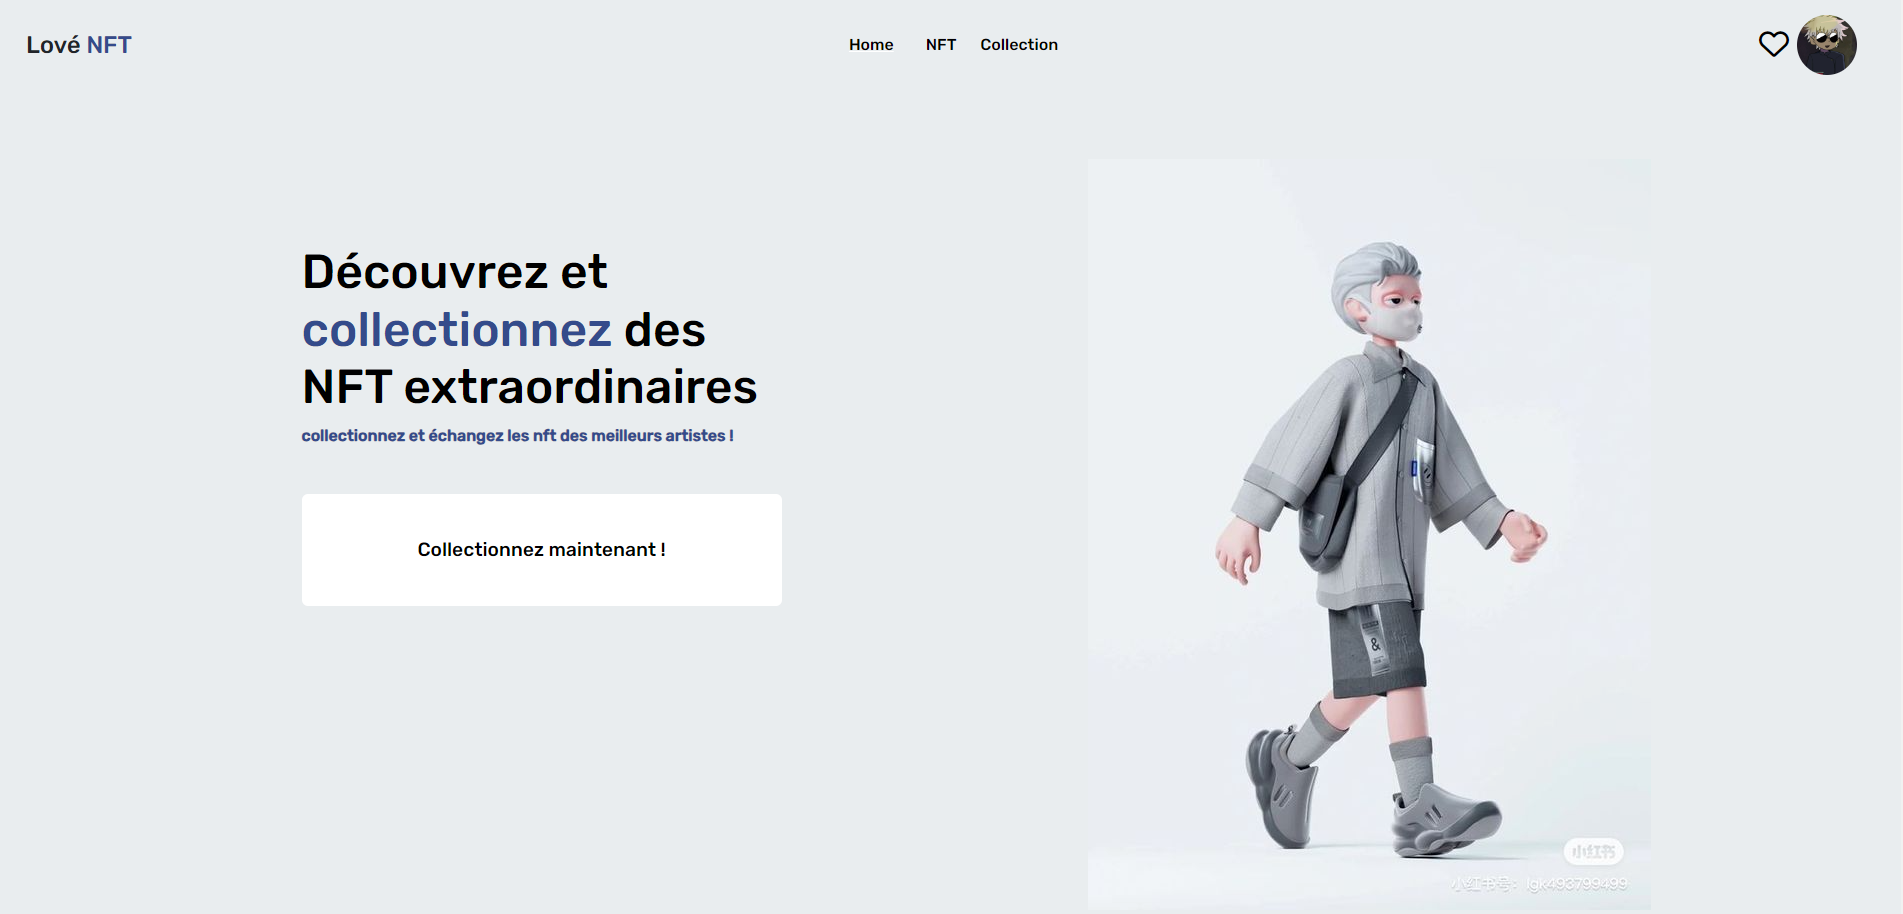 Lové NFT
Home NFT Collection
Découvrez et
collectionnez des
NFT extraordinaires
collectionnez et échangez les nft des meilleurs artistes !
Collectionnez maintenant !
&
小红书
小红书号: lgk493799499